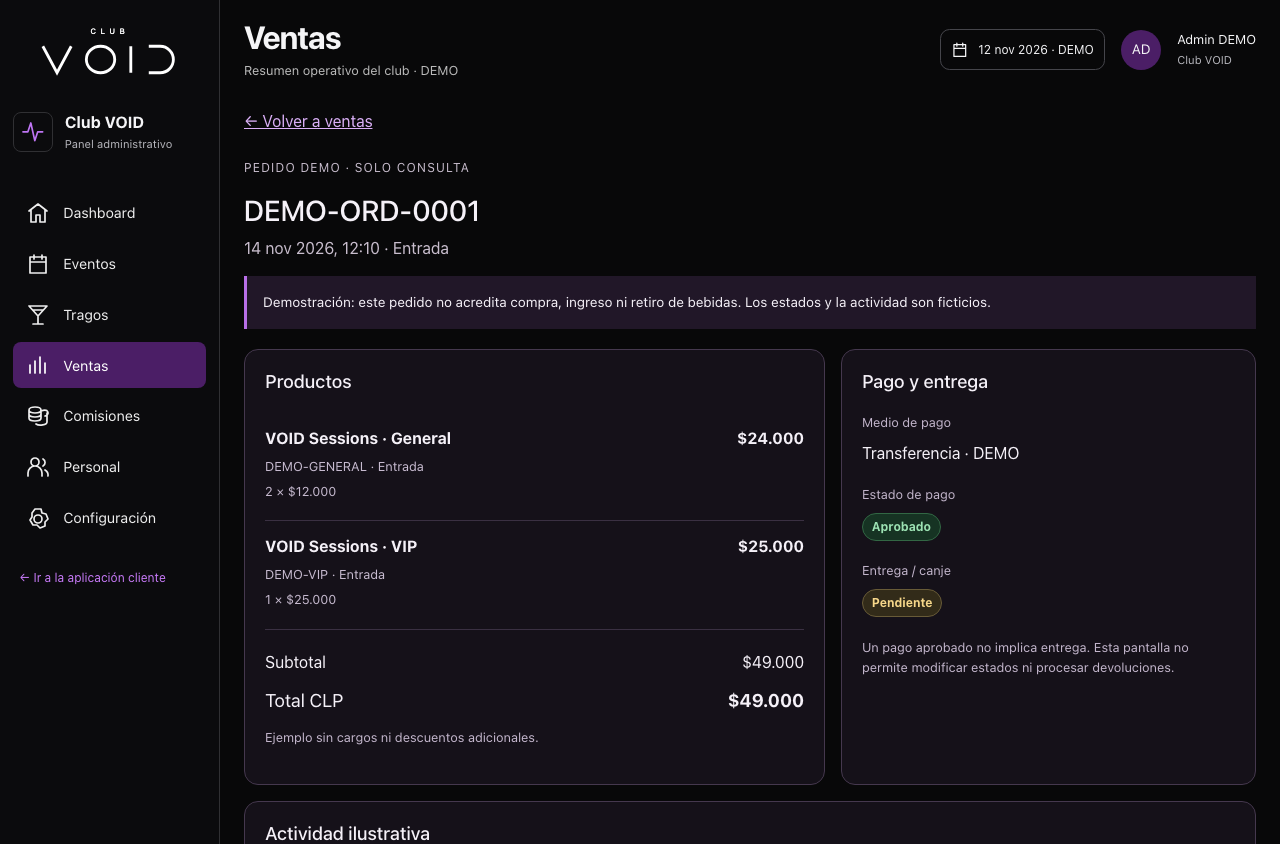 CLUB
VOID
Club VOID
Panel administrativo
Dashboard
Eventos
Tragos
Ventas
Comisiones
Personal
Configuración
← Ir a la aplicación cliente
Ventas
Resumen operativo del club · DEMO
12 nov 2026 · DEMO
AD
Admin DEMO
Club VOID
← Volver a ventas
PEDIDO DEMO · SOLO CONSULTA
DEMO-ORD-0001
14 nov 2026, 12:10 · Entrada
Demostración: este pedido no acredita compra, ingreso ni retiro de bebidas. Los estados y la actividad son ficticios.
Productos
VOID Sessions · General $24.000
DEMO-GENERAL · Entrada
2 × $12.000
VOID Sessions · VIP $25.000
DEMO-VIP · Entrada
1 × $25.000
Subtotal $49.000
Total CLP $49.000
Ejemplo sin cargos ni descuentos adicionales.
Pago y entrega
Medio de pago
Transferencia · DEMO
Estado de pago
Aprobado
Entrega / canje
Pendiente
Un pago aprobado no implica entrega. Esta pantalla no
permite modificar estados ni procesar devoluciones.
Actividad ilustrativa